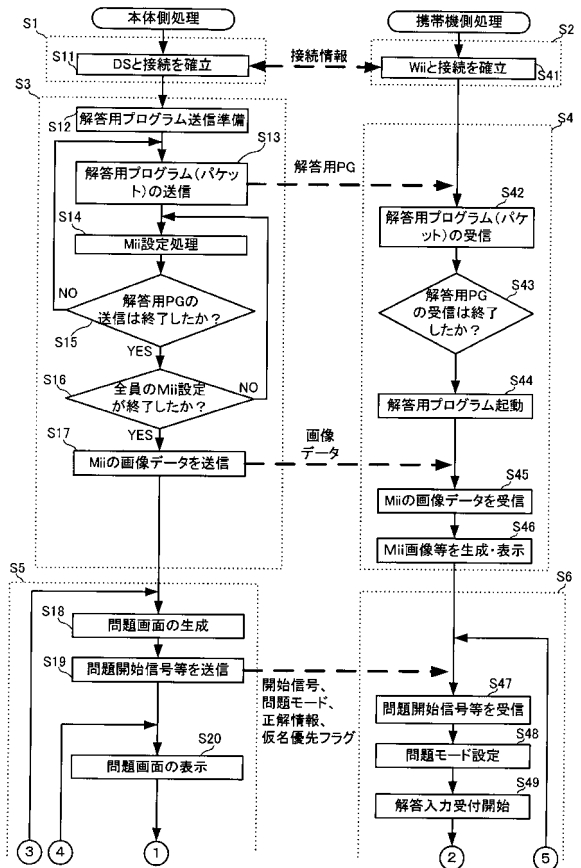 本体側処理
S1
S11
DSと接続を確立
接続情報
携帯機側処理
S2
Wiiと接続を確立
S41
S3
S12
解答用プログラム送信準備
S13
解答用プログラム(パケッ
ト)の送信
解答用PG
S14
Mii設定処理
NO
解答用PGの
送信は終了したか？
S15
YES
S16
全員のMii設定
が終了したか？
NO
YES
S17
Miiの画像データを送信
画像
データ
S4
S42
解答用プログラム(パケッ
ト)の受信
S43
解答用PG
の受信は終了
したか？
S44
解答用プログラム起動
S45
Miiの画像データを受信
S46
Mii画像等を生成・表示
S5
S18
問題画面の生成
S19
問題開始信号等を送信
開始信号、
問題モード、
正解情報、
仮名優先フラグ
S20
問題画面の表示
3
4
1
S6
S47
問題開始信号等を受信
S48
問題モード設定
S49
解答入力受付開始
2
5